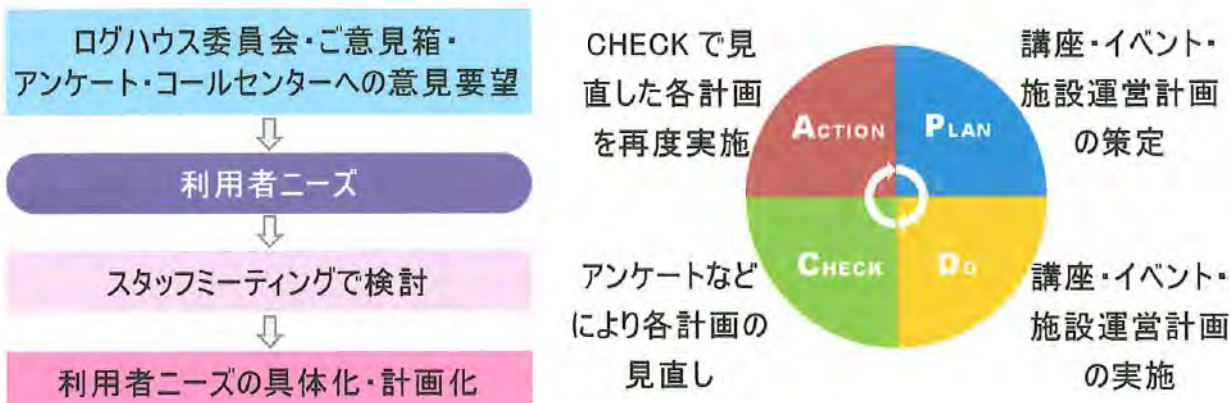 ログハウス委員会・ご意見箱・
アンケート・コールセンターへの意見要望
利用者ニーズ
スタッフミーティングで検討
利用者ニーズの具体化・計画化
CHECKで見
直した各計画
を再度実施
ACTION
PLAN
講座・イベント・
施設運営計画
の策定
アンケートなど
により各計画の
見直し
CHECK
DO
講座・イベント・
施設運営計画
の実施